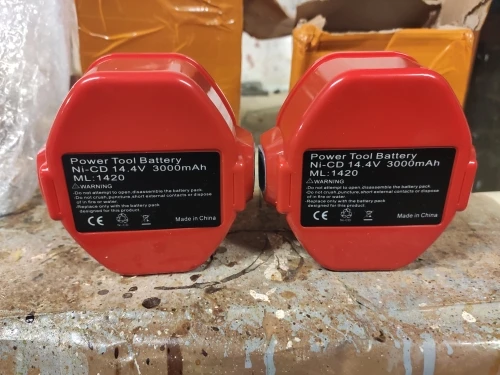 Power Tool Battery
Ni-CD 14.4V 3000mAh
ML:1420
⚠WARNING
-Do not attempt to open,disassemble the battery pack
-Do not crush,puncture,short external contacts or dispose
of in fire or water.
-Replace only with the battery pack
designed for this product.
CE
Made in China
Power Tool Battery
Ni-CD 14.4V 3000mAh
ML:1420
⚠WARNING
-Do not attempt to open,disassemble the battery pack.
-Do not crush,puncture,short external contacts or dispose
of in fire or water.
-Replace only with the battery pack
designed for this product.
CE
Made in China